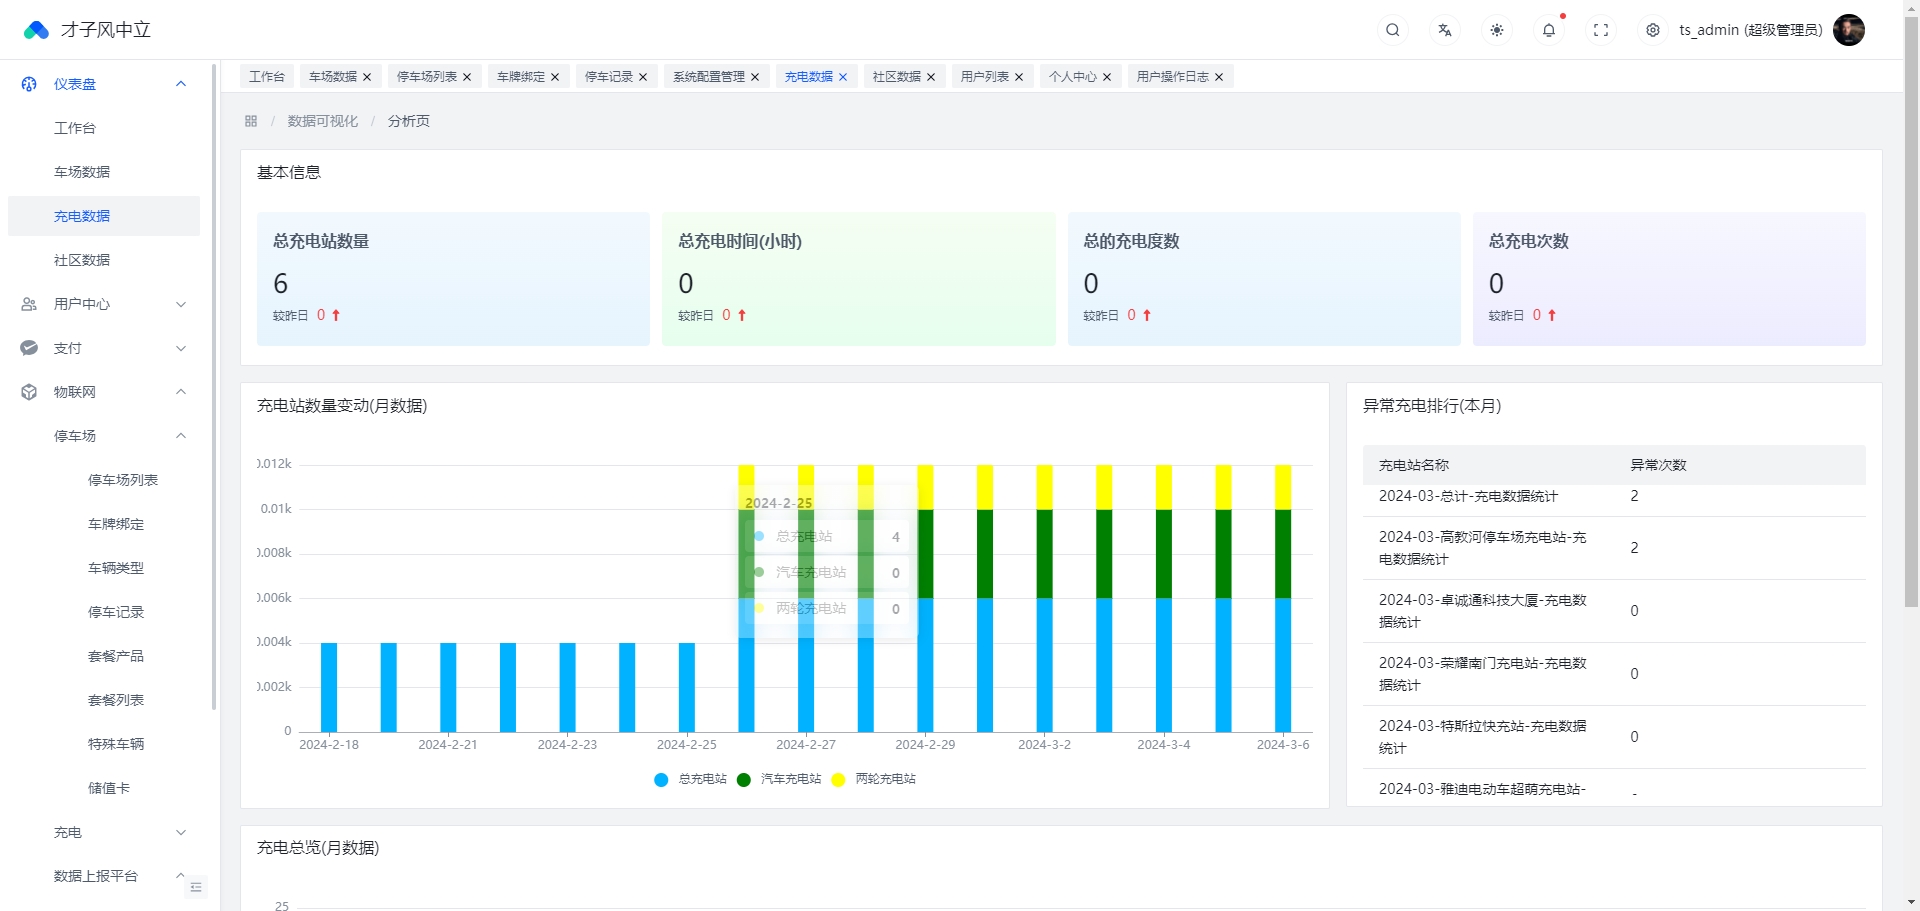 才子风中立
ts_admin (超级管理员)
仪表盘
工作台
车场数据
充电数据
社区数据
用户中心
支付
物联网
停车场
停车场列表
车牌绑定
车辆类型
停车记录
套餐产品
套餐列表
特殊车辆
储值卡
充电
数据上报平台
工作台 车场数据 停车场列表 车牌绑定 停车记录 系统配置管理 充电数据 社区数据 用户列表 个人中心 用户操作日志
/ 数据可视化 / 分析页
基本信息
总充电站数量
6
较昨日 0
总充电时间(小时)
0
较昨日 0
总的充电度数
0
较昨日 0
总充电次数
0
较昨日 0
充电站数量变动(月数据)
0.012k
0.01k
0.008k
0.006k
0.004k
0.002k
0
2024-2-25
总充电站 4
汽车充电站 0
两轮充电站 0
2024-2-18 2024-2-21 2024-2-23 2024-2-25 2024-2-27 2024-2-29 2024-3-2 2024-3-4 2024-3-6
总充电站 汽车充电站 两轮充电站
异常充电排行(本月)
充电站名称 异常次数
2024-03-总计-充电数据统计 2
2024-03-高教河停车场充电站-充
电数据统计 2
2024-03-卓诚通科技大厦-充电数
据统计 0
2024-03-荣耀南门充电站-充电数
据统计 0
2024-03-特斯拉快充站-充电数据
统计 0
2024-03-雅迪电动车超萌充电站-
充电总览(月数据)
25